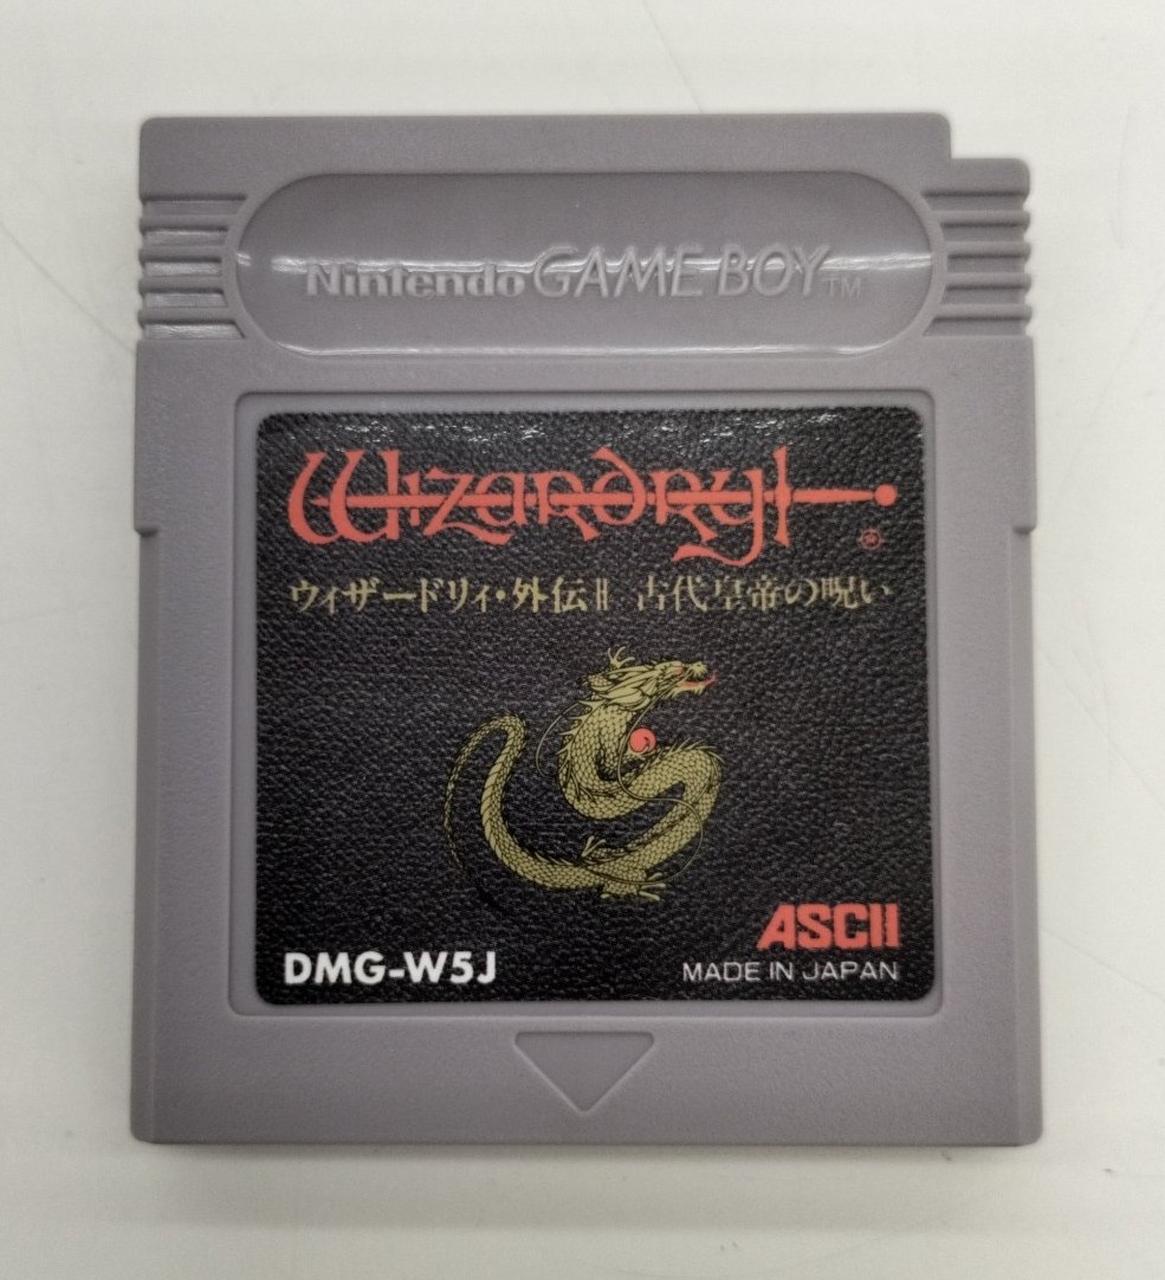 Nintendo GAME BOY™
Wizardry
ウィザードリィ・外伝II 古代皇帝の呪い
ASCII
DMG-W5J MADE IN JAPAN